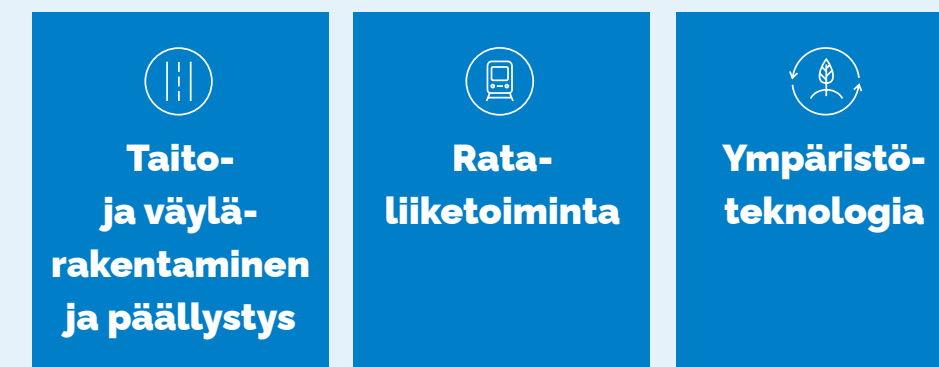 Taito-
ja väylä-
rakentaminen
ja päällystys
Rata-
liiketoiminta
Ympäristö-
teknologia